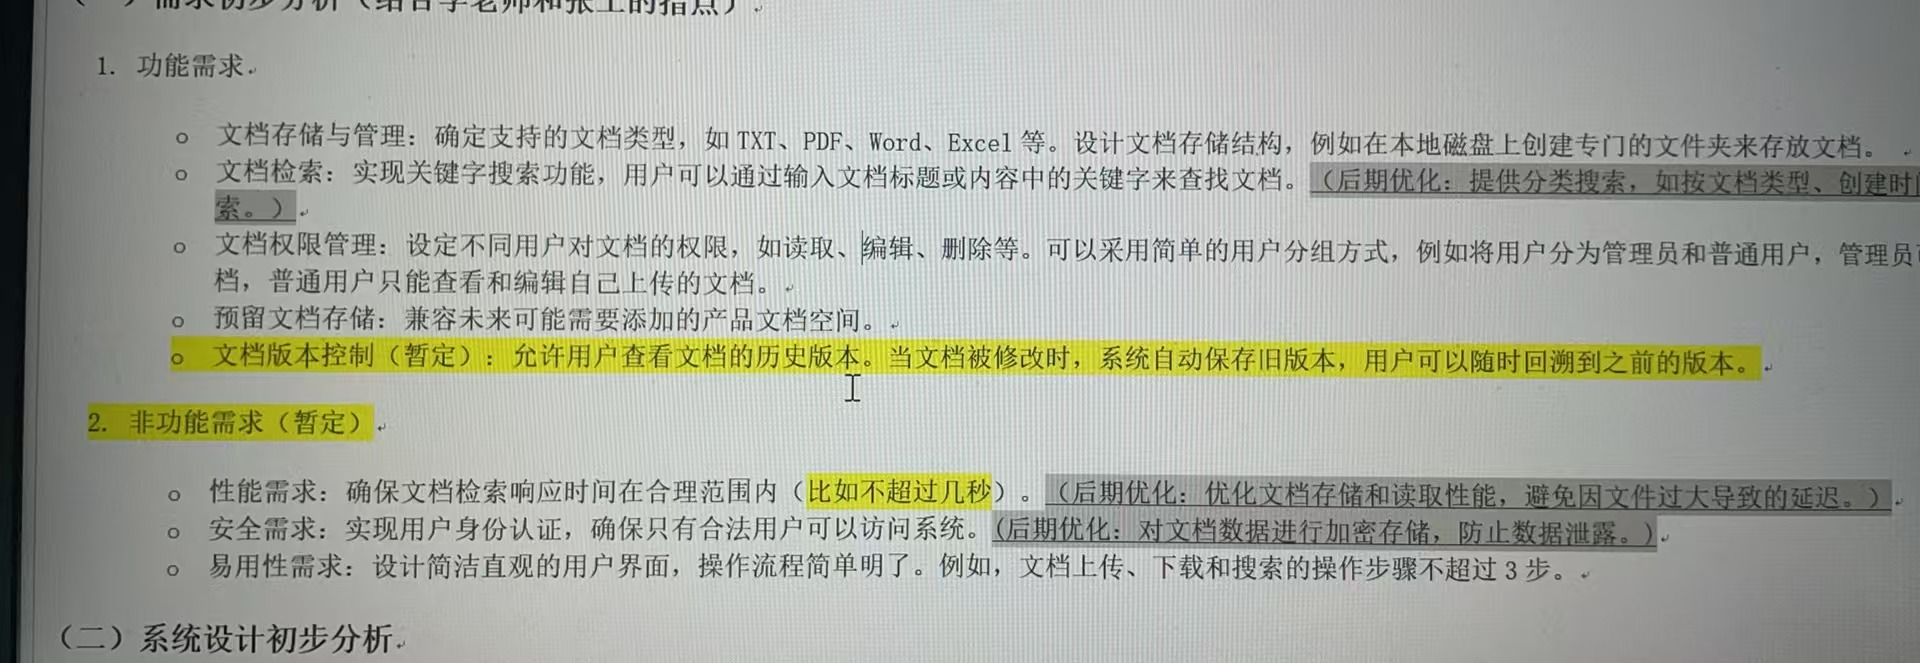 （一）需求初步分析（结合李老师和张工的指点）
1. 功能需求
o 文档存储与管理：确定支持的文档类型，如 TXT、PDF、Word、Excel 等。设计文档存储结构，例如在本地磁盘上创建专门的文件夹来存放文档。
o 文档检索：实现关键字搜索功能，用户可以通过输入文档标题或内容中的关键字来查找文档。（后期优化：提供分类搜索，如按文档类型、创建时
索。）
o 文档权限管理：设定不同用户对文档的权限，如读取、编辑、删除等。可以采用简单的用户分组方式，例如将用户分为管理员和普通用户，管理员
档，普通用户只能查看和编辑自己上传的文档。
o 预留文档存储：兼容未来可能需要添加的产品文档空间。
o 文档版本控制（暂定）：允许用户查看文档的历史版本。当文档被修改时，系统自动保存旧版本，用户可以随时回溯到之前的版本。
2. 非功能需求（暂定）
o 性能需求：确保文档检索响应时间在合理范围内（比如不超过几秒）。（后期优化：优化文档存储和读取性能，避免因文件过大导致的延迟。）
o 安全需求：实现用户身份认证，确保只有合法用户可以访问系统。（后期优化：对文档数据进行加密存储，防止数据泄露。）
o 易用性需求：设计简洁直观的用户界面，操作流程简单明了。例如，文档上传、下载和搜索的操作步骤不超过 3 步。
（二）系统设计初步分析